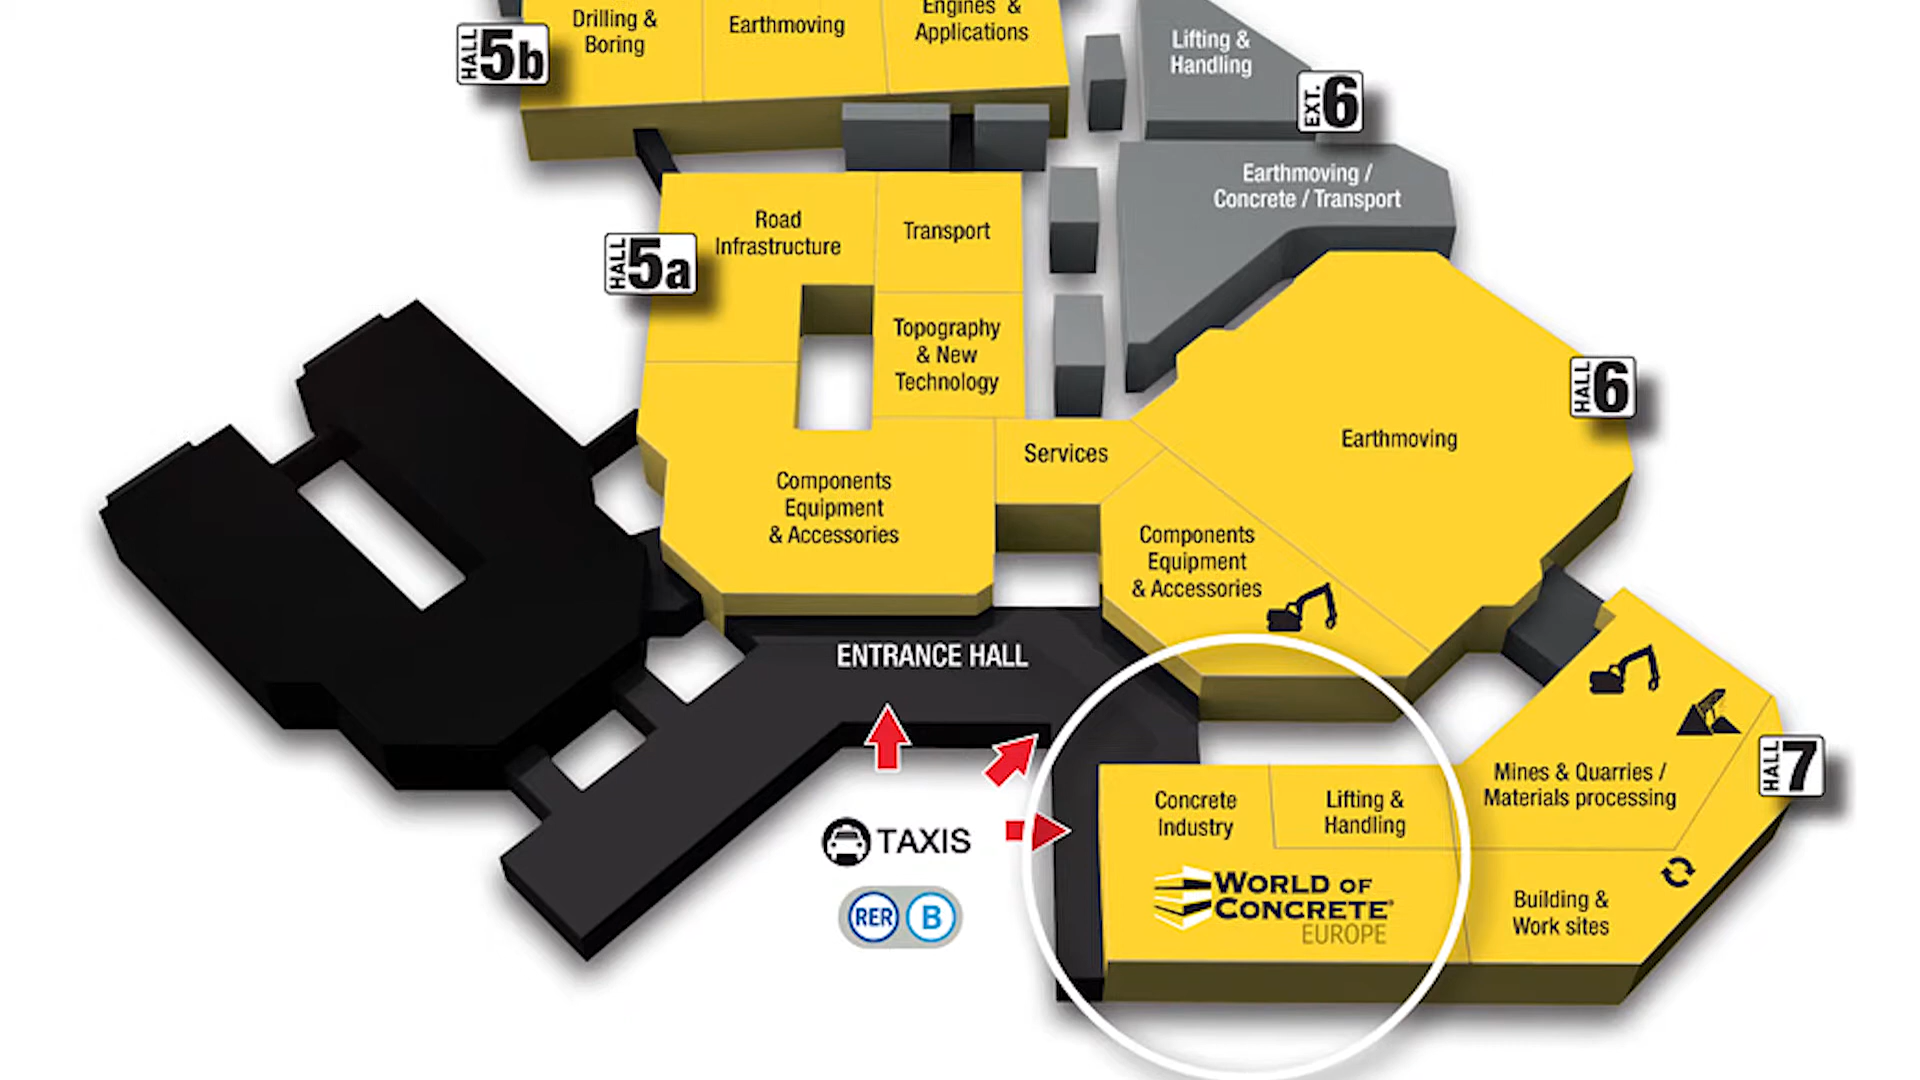 Drilling &
Boring
Earthmoving
Engines &
Applications
HALL 5b
Lifting &
Handling
EXT. 6
Earthmoving /
Concrete / Transport
Road
Infrastructure
Transport
HALL 5a
Topography
& New
Technology
HALL 6
Earthmoving
Services
Components
Equipment
& Accessories
Components
Equipment
& Accessories
ENTRANCE HALL
HALL 7
Mines & Quarries /
Materials processing
Concrete
Industry
Lifting &
Handling
TAXIS
RER B
WORLD OF
CONCRETE®
EUROPE
Building &
Work sites